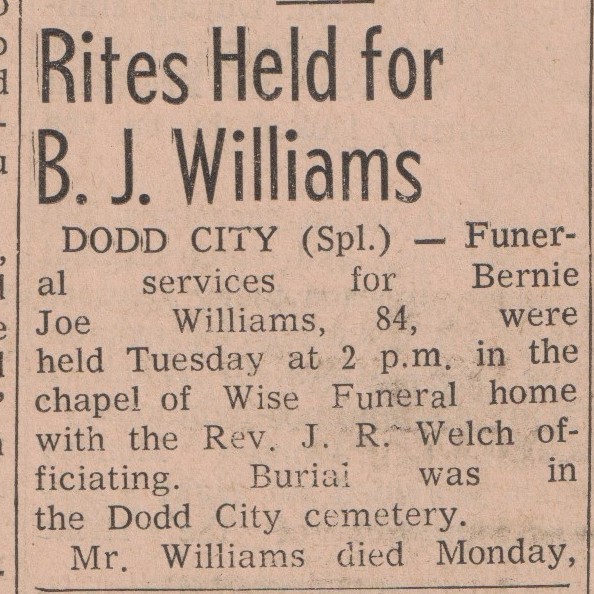 Rites Held for
B. J. Williams
DODD CITY (Spl.) — Funer-
al services for Bernie
Joe Williams, 84, were
held Tuesday at 2 p.m. in the
chapel of Wise Funeral home
with the Rev. J. R. Welch of-
ficiating. Burial was in
the Dodd City cemetery.
Mr. Williams died Monday,